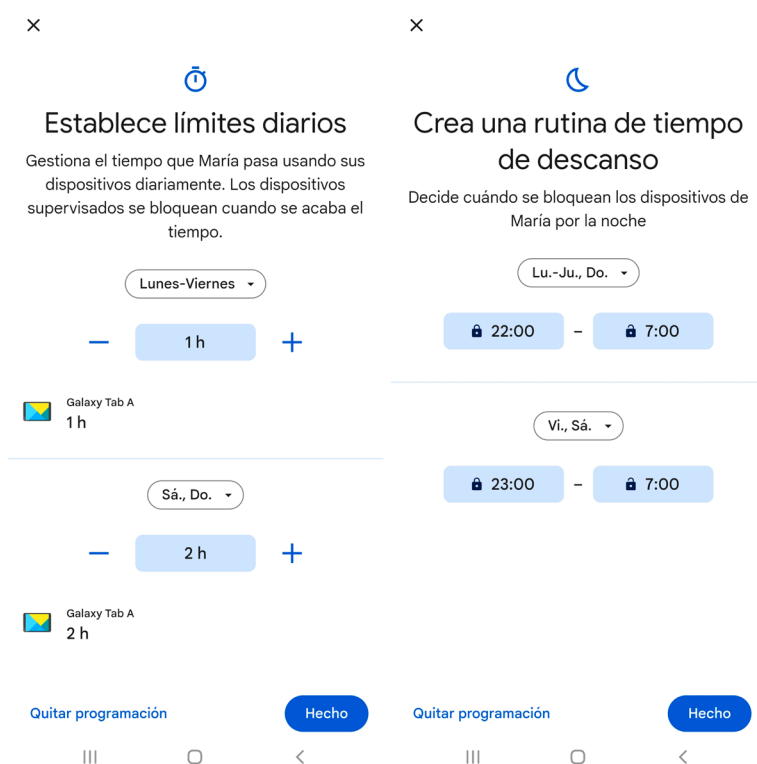 Establece límites diarios
Gestiona el tiempo que María pasa usando sus
dispositivos diariamente. Los dispositivos
supervisados se bloquean cuando se acaba el
tiempo.
Lunes-Viernes
1 h
Galaxy Tab A
1 h
Sá., Do.
2 h
Galaxy Tab A
2 h
Quitar programación
Hecho
Crea una rutina de tiempo
de descanso
Decide cuándo se bloquean los dispositivos de
María por la noche
Lu.-Ju., Do.
22:00 – 7:00
Vi., Sá.
23:00 – 7:00
Quitar programación
Hecho